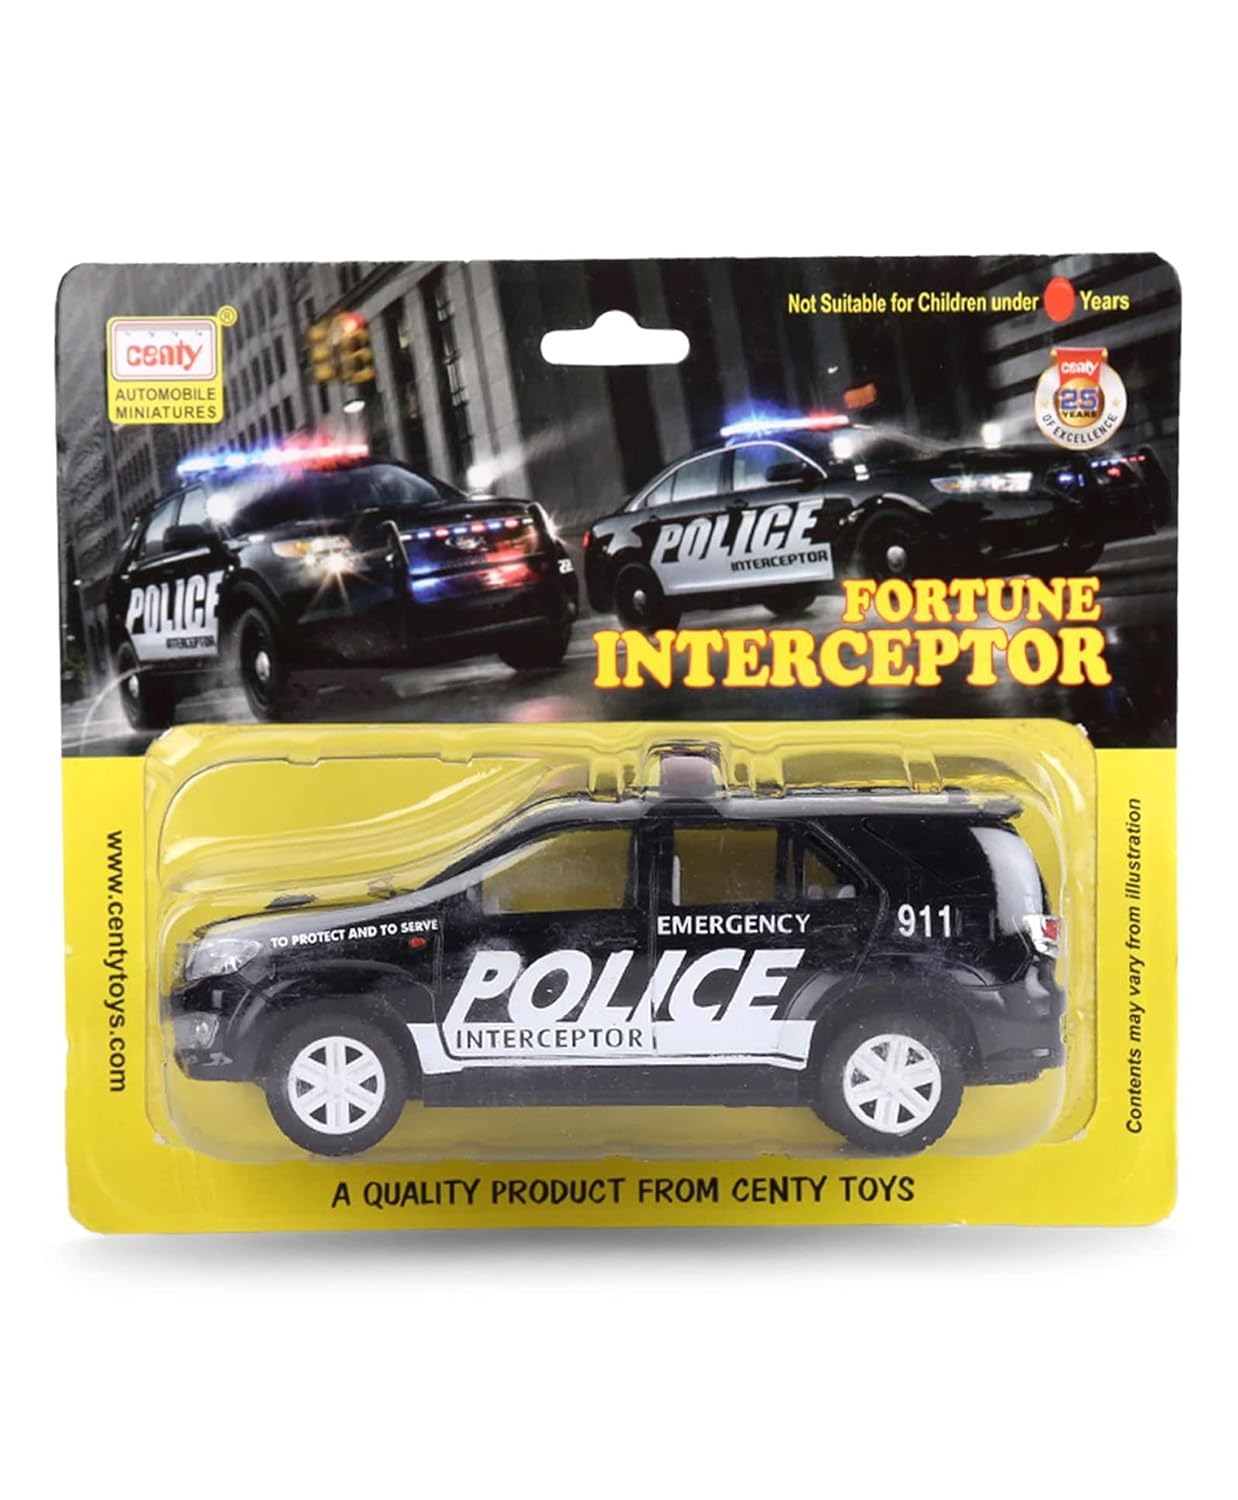 Not Suitable for Children under Years
centy
®
AUTOMOBILE
MINIATURES
centy
25
YEARS
OF EXCELLENCE
POLICE
INTERCEPTOR
POLICE
INTERCEPTOR
FORTUNE
INTERCEPTOR
www.centytoys.com
TO PROTECT AND TO SERVE
EMERGENCY
911
POLICE
INTERCEPTOR
Contents may vary from illustration
A QUALITY PRODUCT FROM CENTY TOYS